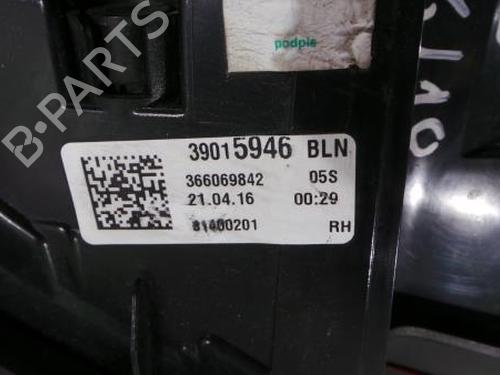 podpis
B-PARTS
39015946 BLN
366069842 05S
21.04.16 00:29
81400201 RH